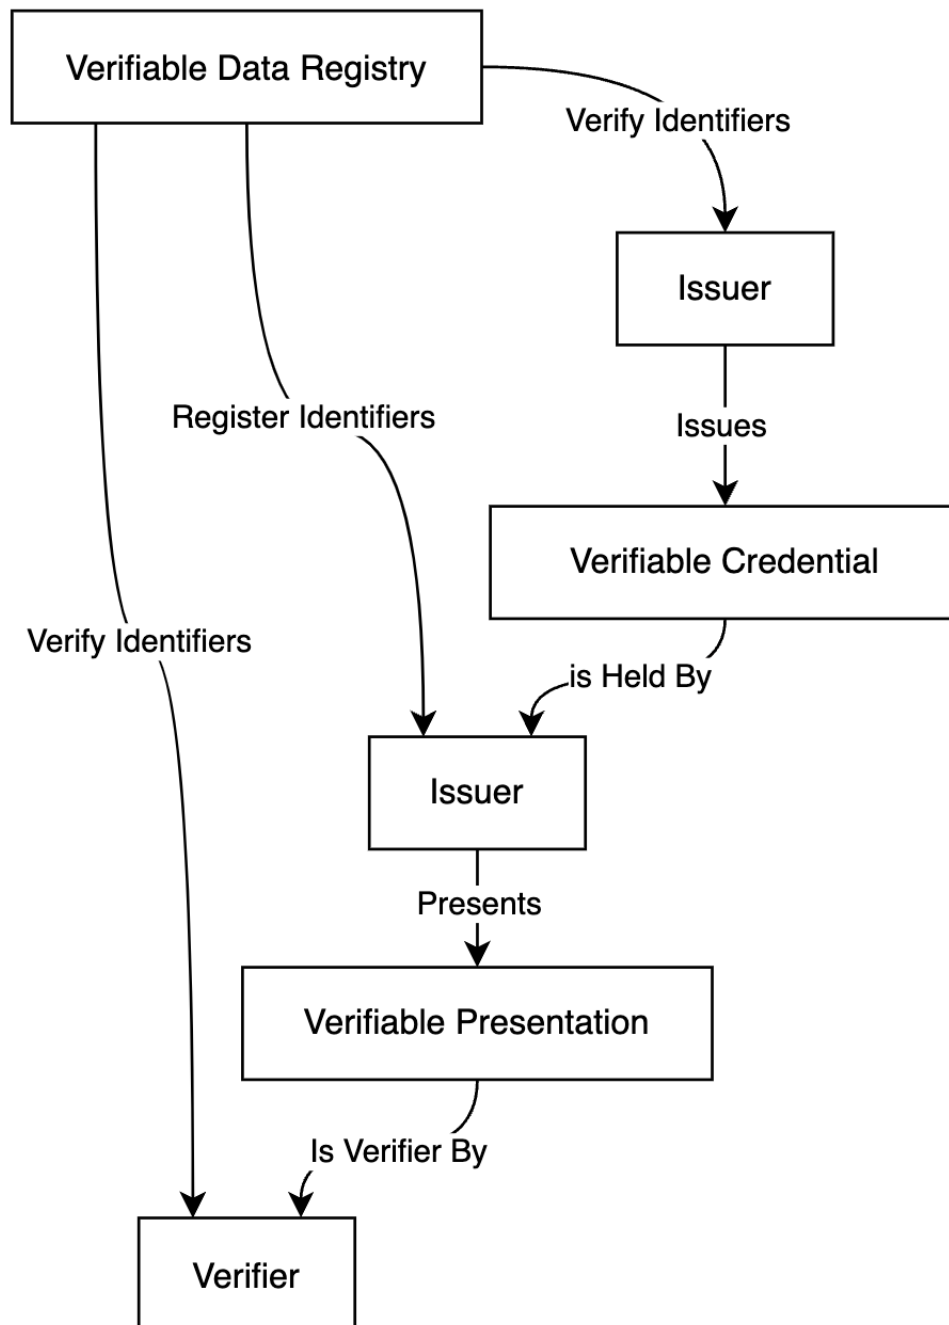 Verifiable Data Registry
Verify Identifiers
Issuer
Register Identifiers
Issues
Verifiable Credential
Verify Identifiers
is Held By
Issuer
Presents
Verifiable Presentation
Is Verifier By
Verifier